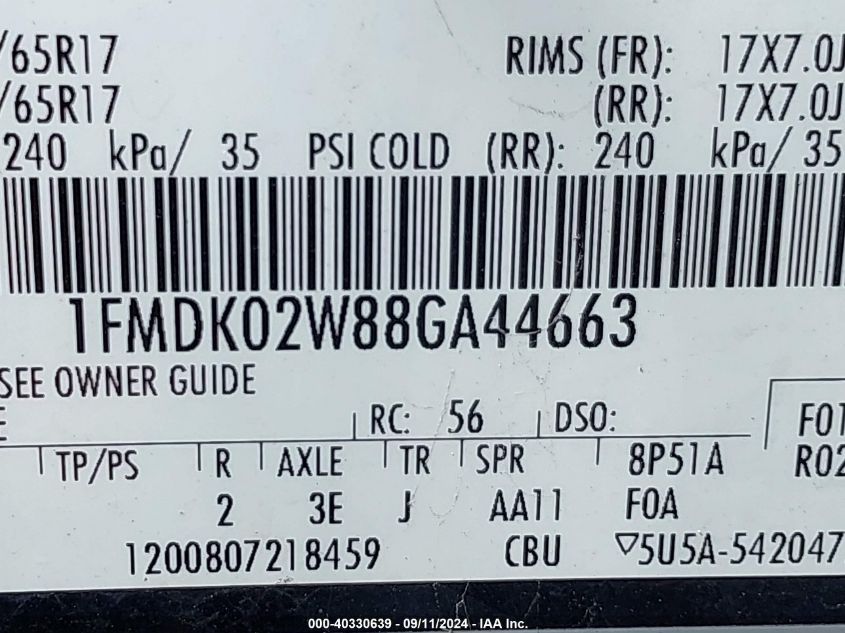 /65R17 RIMS (FR): 17X7.0J
/65R17 (RR): 17X7.0J
240 kPa/ 35 PSI COLD (RR): 240 kPa/ 35
1FMDK02W88GA44663
SEE OWNER GUIDE
E RC: 56 DSO: F01
TP/PS R AXLE TR SPR 8P51A R02
2 3E J AA11 F0A
1200807218459 CBU ▽5U5A-542047
000-40330639 - 09/11/2024 - IAA Inc.